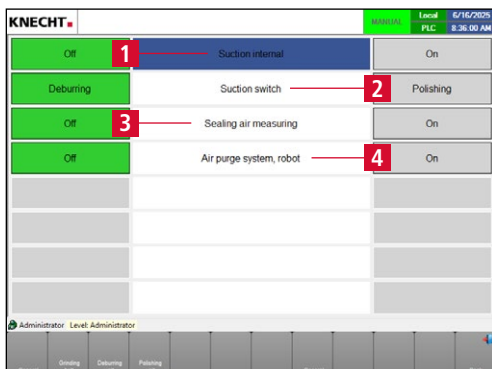 KNECHT
MANUAL
Local 6/16/2025
PLC 8:36:00 AM
Off 1 Suction internal On
Deburring Suction switch 2 Polishing
Off 3 Sealing air measuring On
Off Air purge system, robot 4 On
Administrator Level: Administrator
Grinding Deburring Polishing